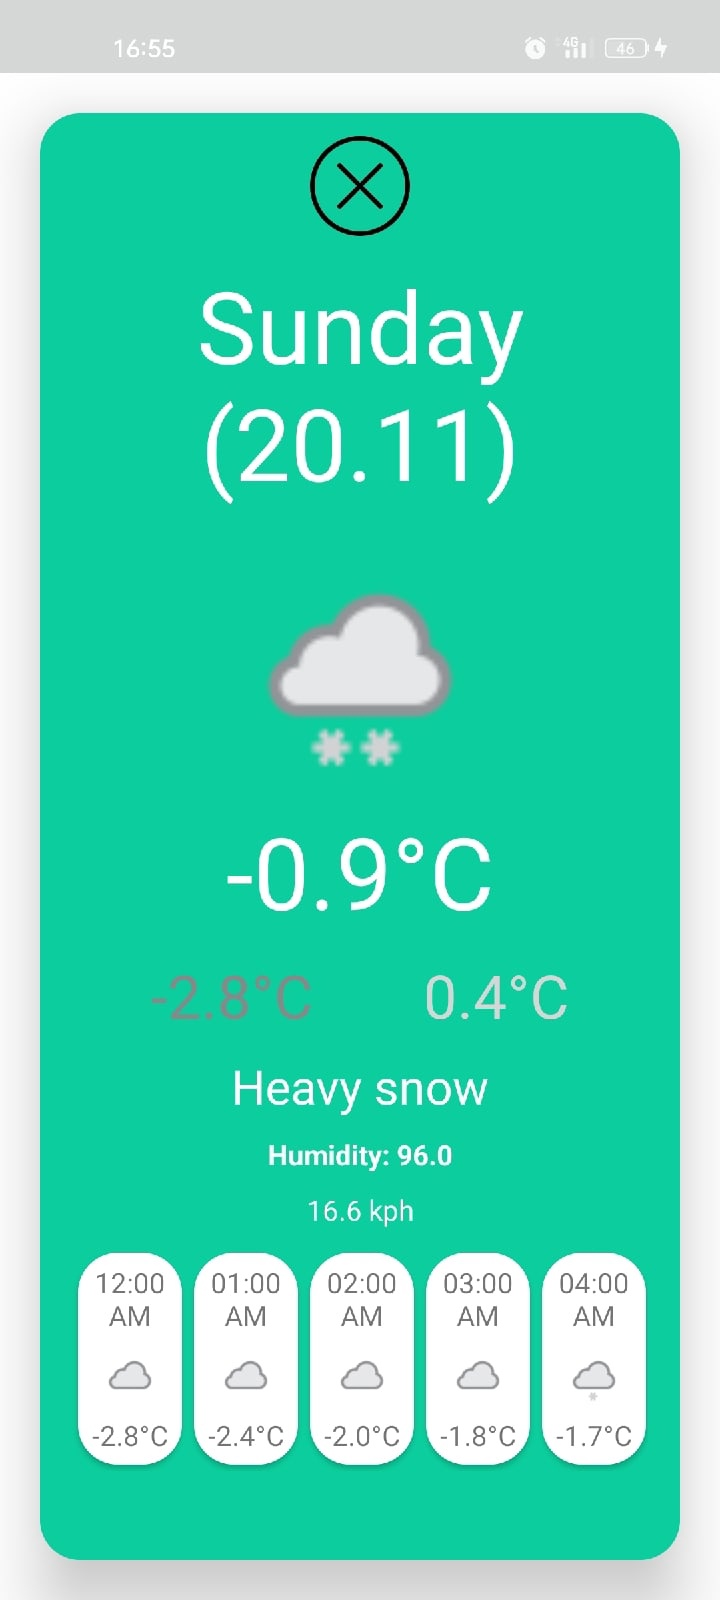 16:55
4G
46
Sunday
(20.11)
-0.9°C
-2.8°C 0.4°C
Heavy snow
Humidity: 96.0
16.6 kph
12:00 01:00 02:00 03:00 04:00
AM AM AM AM AM
-2.8°C -2.4°C -2.0°C -1.8°C -1.7°C